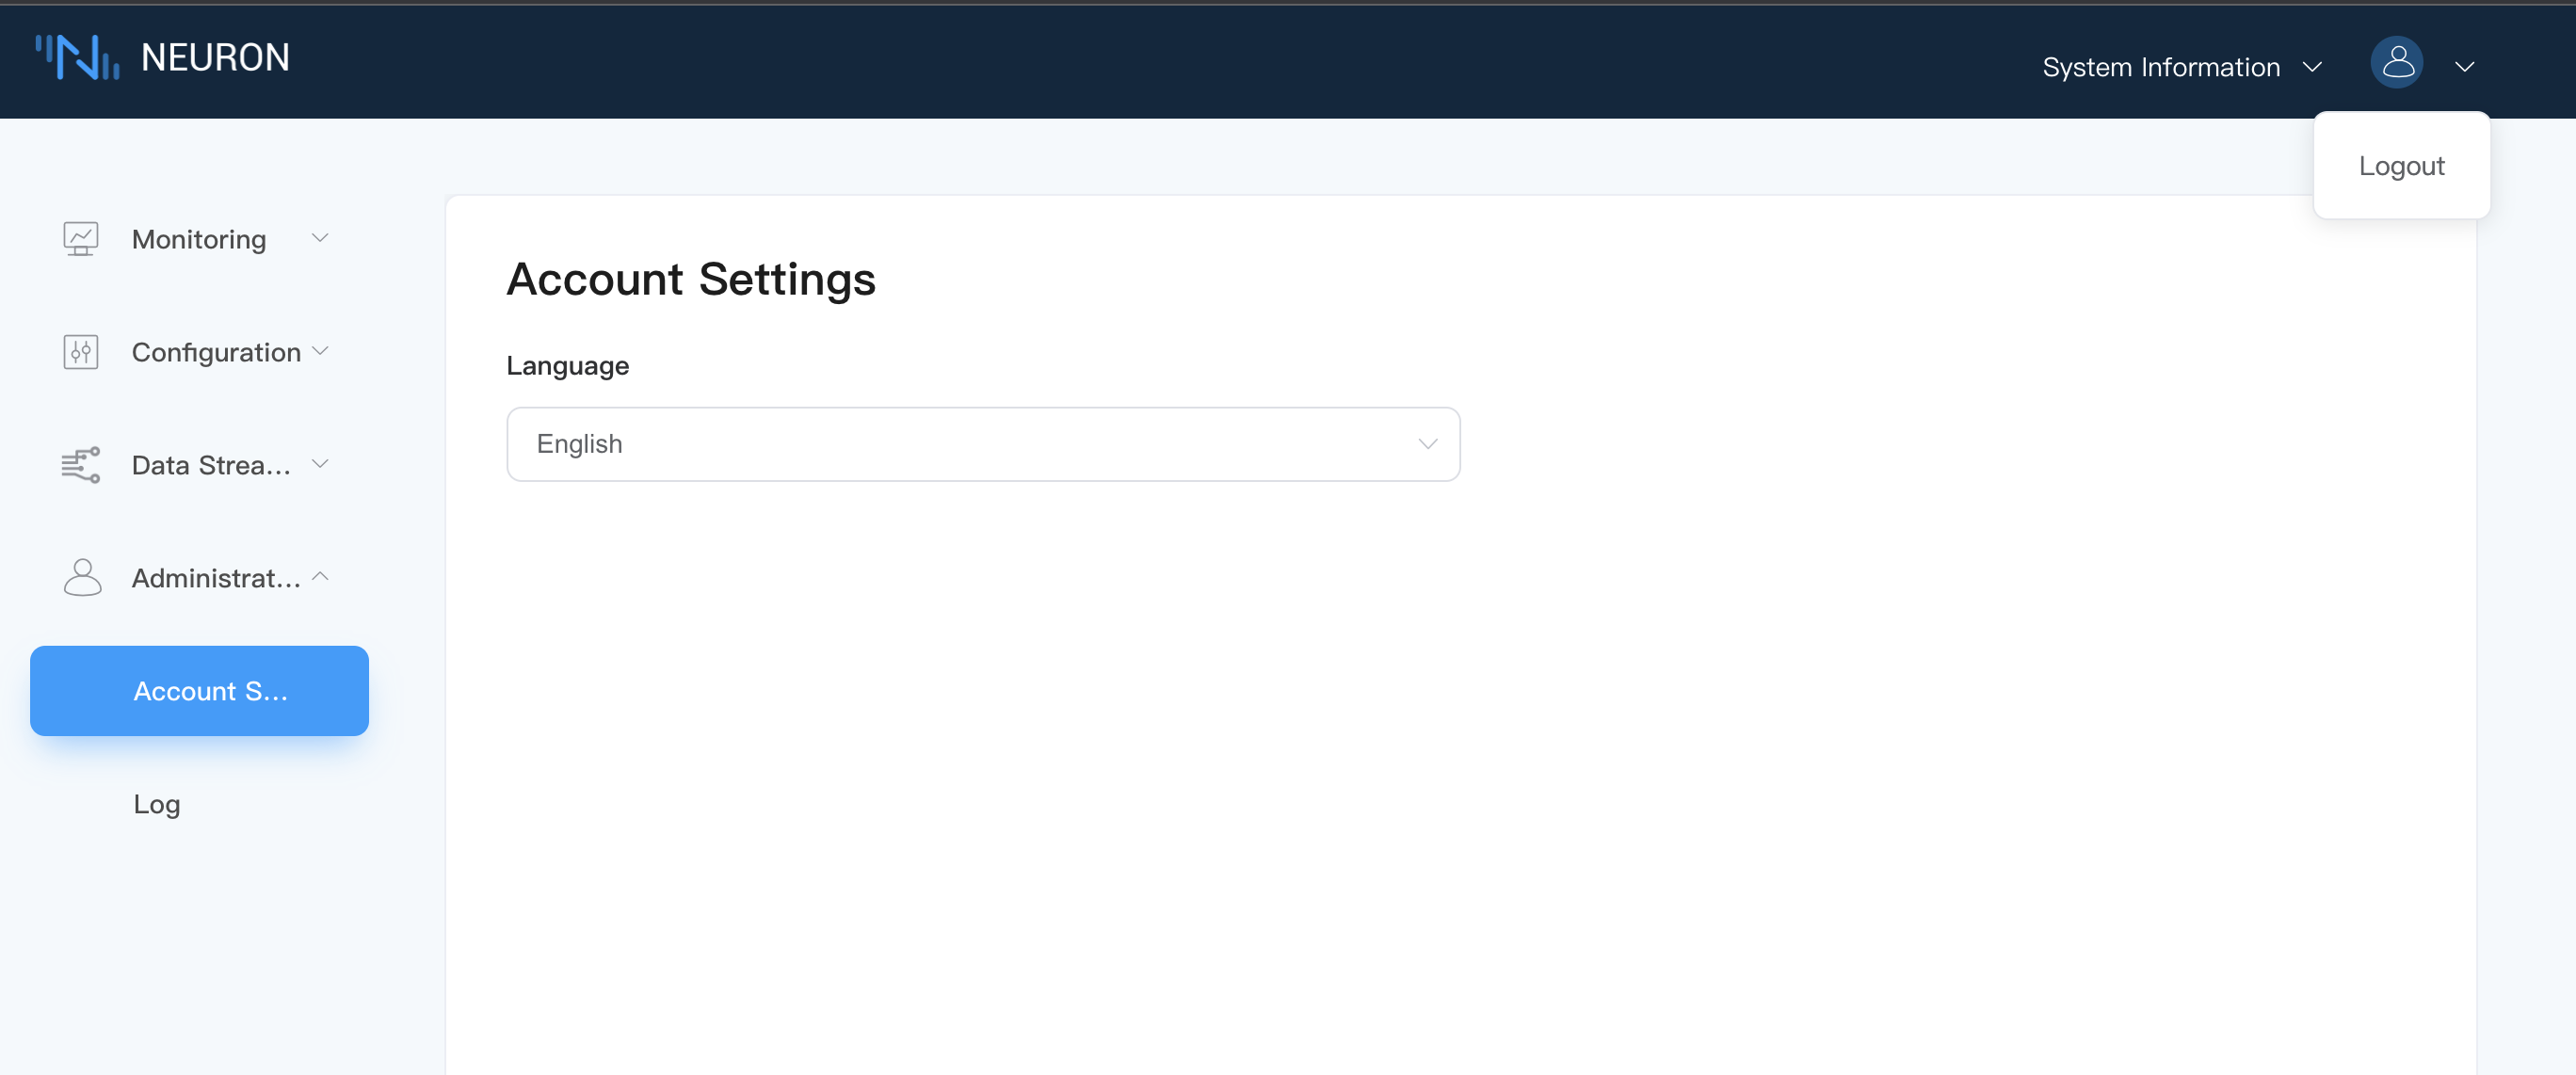 NEURON
System Information
Logout
Monitoring
Configuration
Data Strea...
Administrat...
Account S...
Log
Account Settings
Language
English